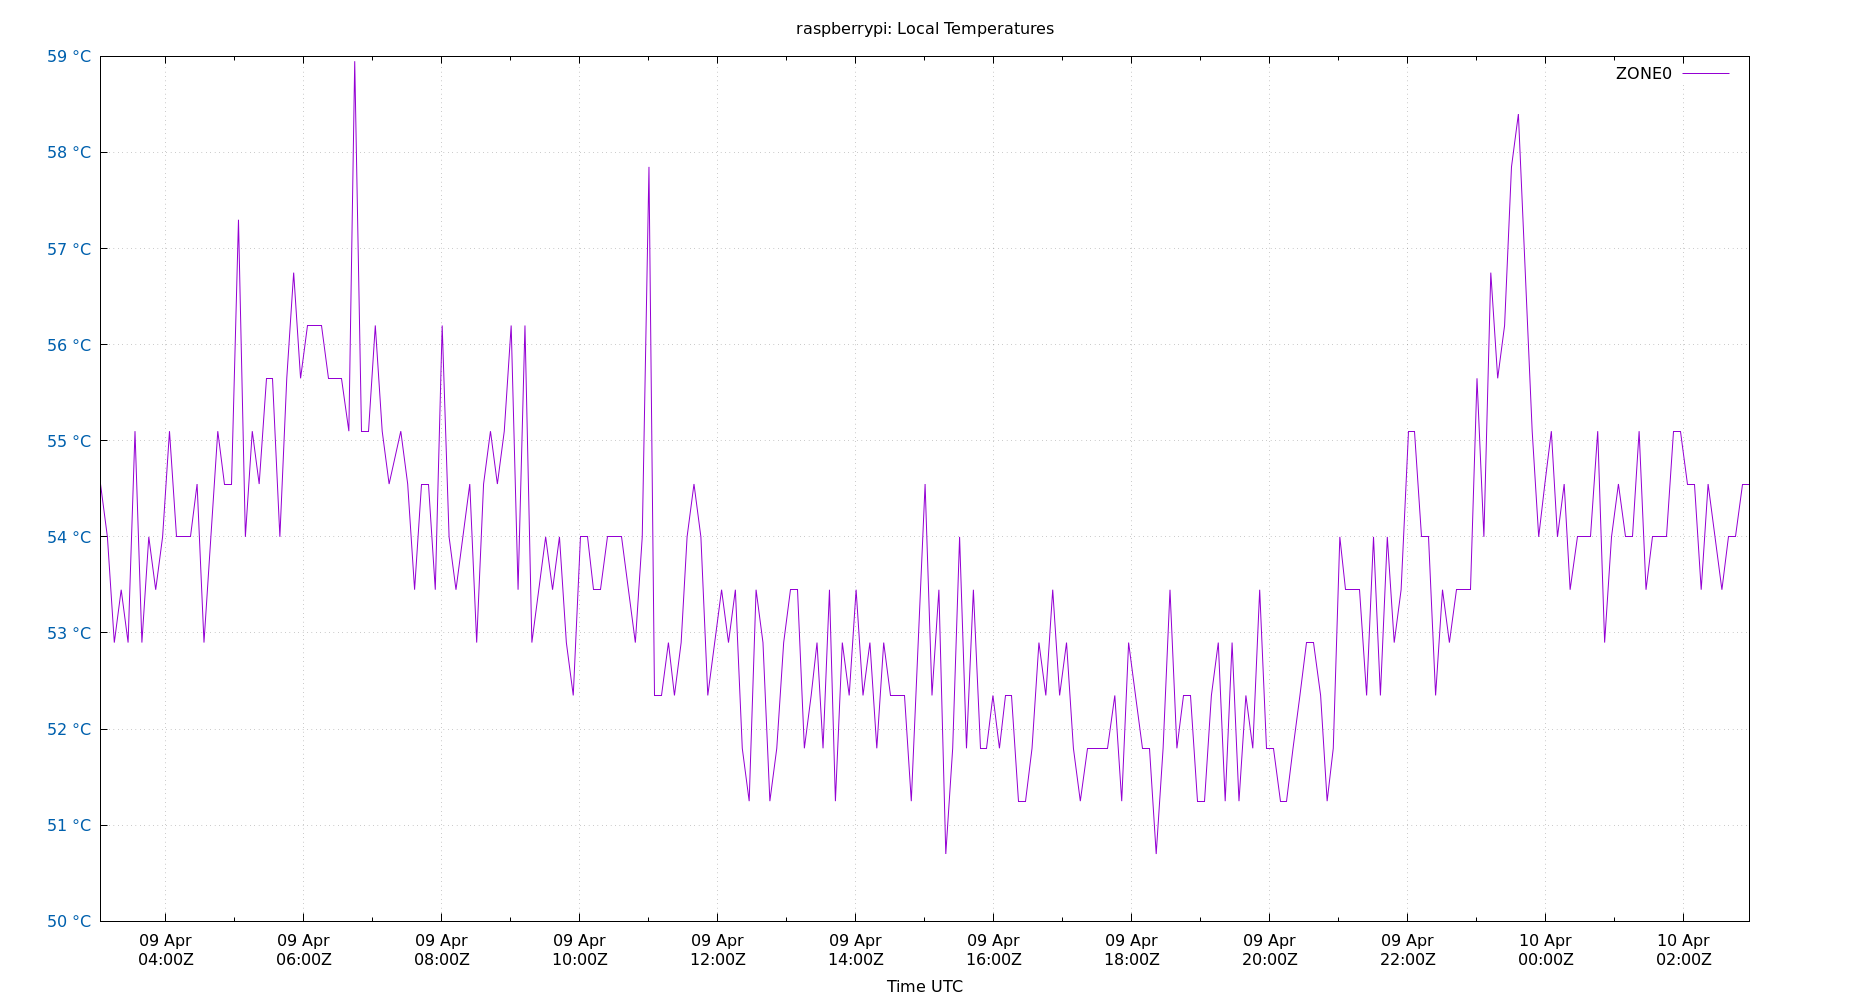 raspberrypi: Local Temperatures
ZONE0
59 °C
58 °C
57 °C
56 °C
55 °C
54 °C
53 °C
52 °C
51 °C
50 °C
09 Apr 09 Apr 09 Apr 09 Apr 09 Apr 09 Apr 09 Apr 09 Apr 09 Apr 09 Apr 10 Apr 10 Apr
04:00Z 06:00Z 08:00Z 10:00Z 12:00Z 14:00Z 16:00Z 18:00Z 20:00Z 22:00Z 00:00Z 02:00Z
Time UTC